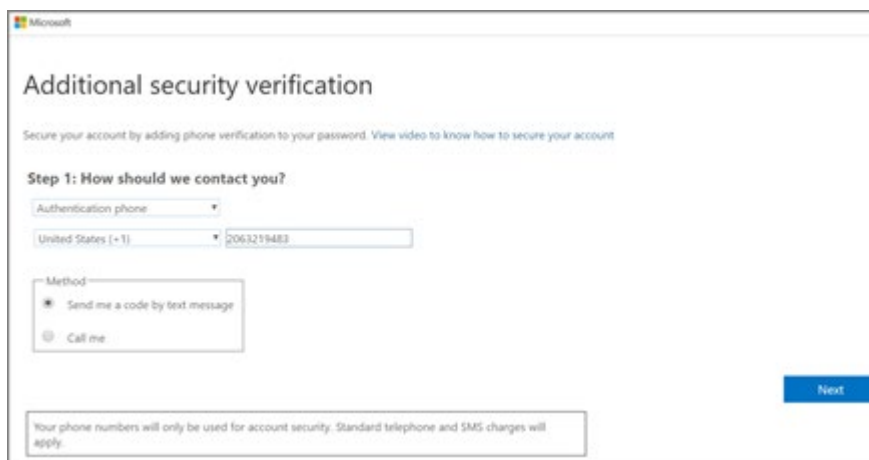 Microsoft
Additional security verification
Secure your account by adding phone verification to your password. View video to know how to secure your account
Step 1: How should we contact you?
Authentication phone
United States (+1) 2063219483
Method
Send me a code by text message
Call me
Next
Your phone numbers will only be used for account security. Standard telephone and SMS charges will
apply.